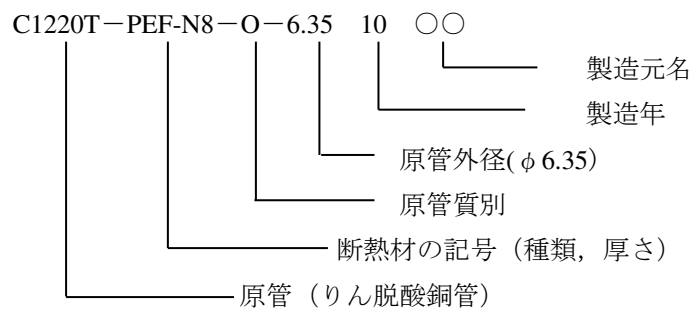 C1220T－PEF-N8－O－6.35 10 ○○
製造元名
製造年
原管外径(φ6.35)
原管質別
断熱材の記号（種類，厚さ）
原管（りん脱酸銅管）